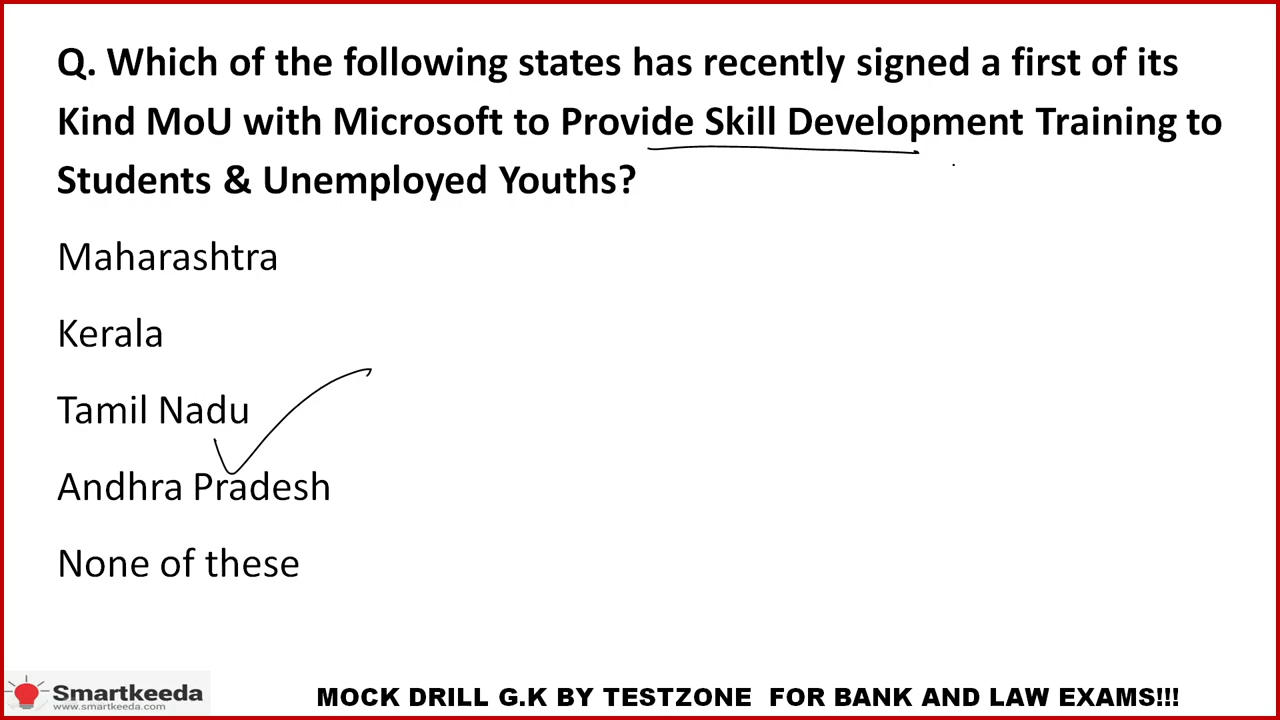 Q. Which of the following states has recently signed a first of its
Kind MoU with Microsoft to Provide Skill Development Training to
Students & Unemployed Youths?
Maharashtra
Kerala
Tamil Nadu
Andhra Pradesh
None of these
Smartkeeda
www.smartkeeda.com
MOCK DRILL G.K BY TESTZONE FOR BANK AND LAW EXAMS!!!